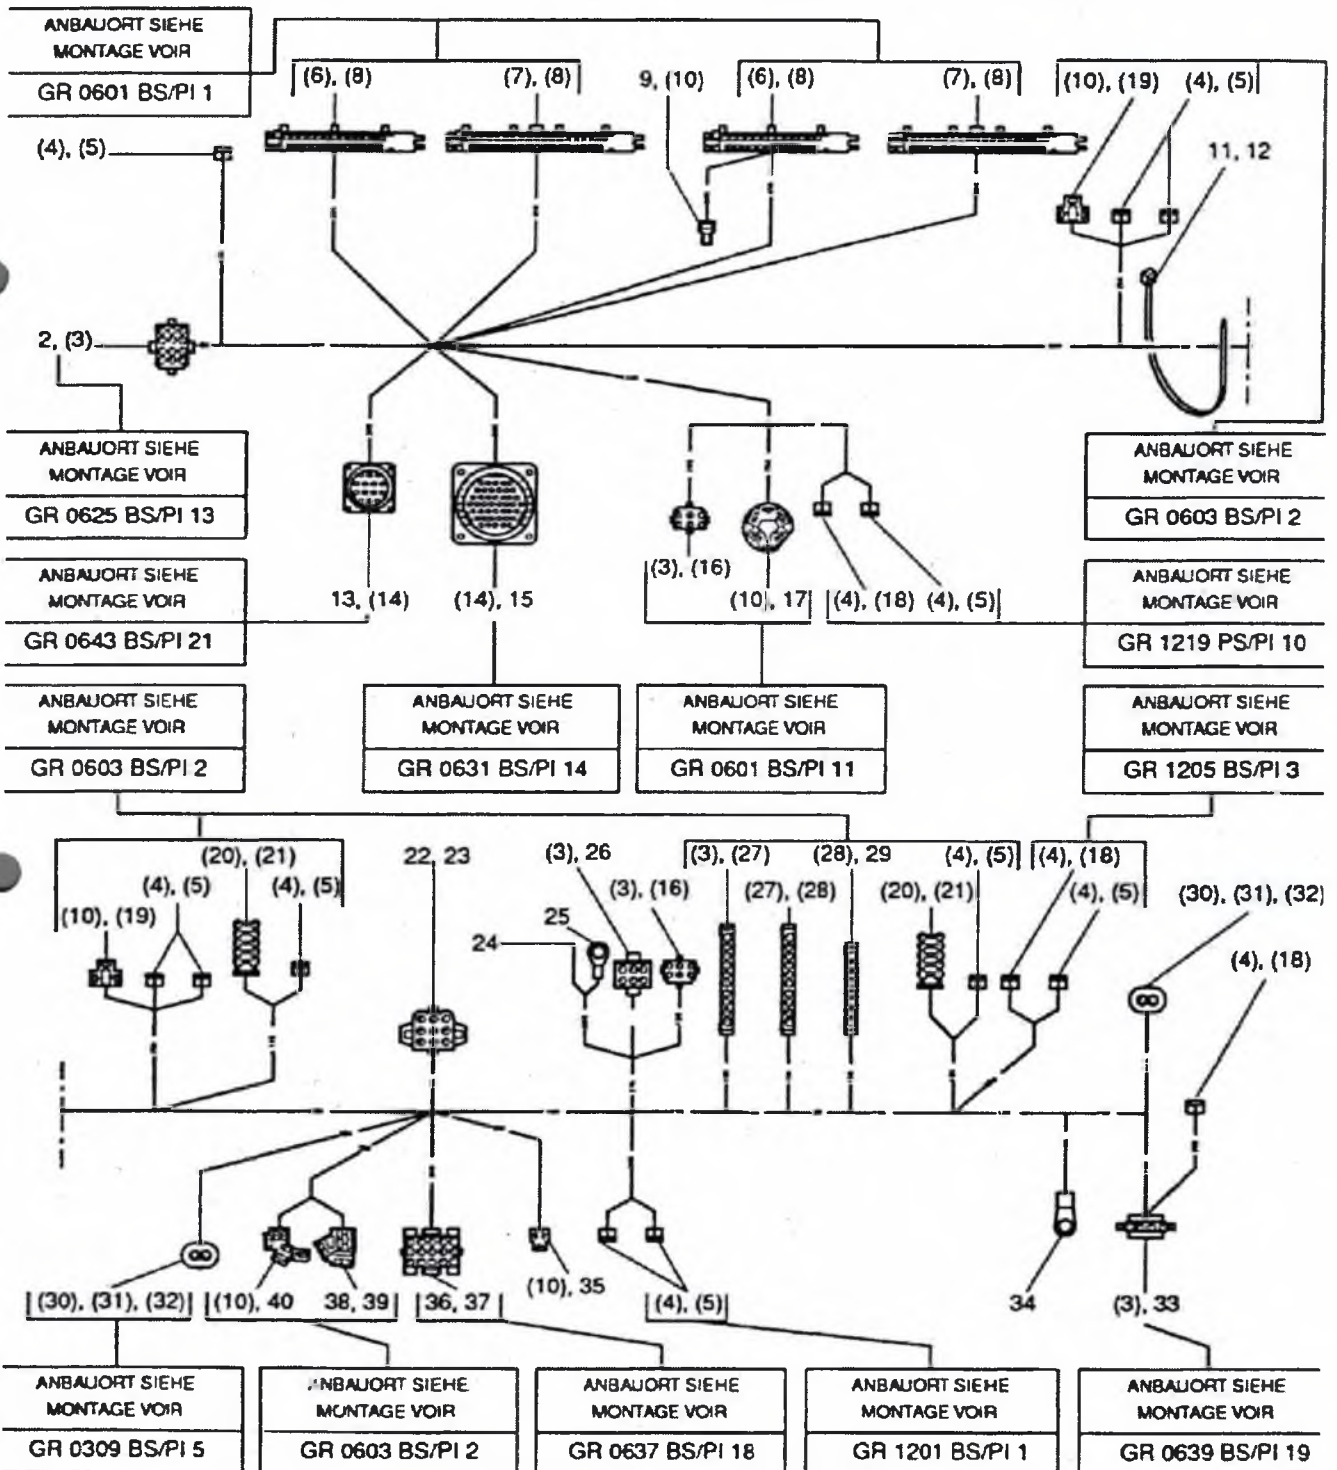 ANBAUORT SIEHE
MONTAGE VOIR
GR 0601 BS/PI 1
(6), (8)
(7), (8)
9, (10)
(6), (8)
(7), (8)
(10), (19)
(4), (5)
(4), (5)
11, 12
2, (3)
ANBAUORT SIEHE
MONTAGE VOIR
GR 0625 BS/PI 13
ANBAUORT SIEHE
MONTAGE VOIR
GR 0603 BS/PI 2
ANBAUORT SIEHE
MONTAGE VOIR
GR 0643 BS/PI 21
13, (14)
(14), 15
(3), (16)
(10), 17
(4), (18)
(4), (5)
ANBAUORT SIEHE
MONTAGE VOIR
GR 1219 PS/PI 10
ANBAUORT SIEHE
MONTAGE VOIR
GR 0603 BS/PI 2
ANBAUORT SIEHE
MONTAGE VOIR
GR 0631 BS/PI 14
ANBAUORT SIEHE
MONTAGE VOIR
GR 0601 BS/PI 11
ANBAUORT SIEHE
MONTAGE VOIR
GR 1205 BS/PI 3
(20), (21)
(4), (5)
(4), (5)
(10), (19)
22, 23
(3), 26
(3), (16)
25
24
(3), (27)
(28), 29
(4), (5)
(4), (18)
(27), (28)
(20), (21)
(4), (5)
(30), (31), (32)
(4), (18)
(30), (31), (32)
(10), 40
38, 39
36, 37
(10), 35
(4), (5)
34
(3), 33
ANBAUORT SIEHE
MONTAGE VOIR
GR 0309 BS/PI 5
ANBAUORT SIEHE
MONTAGE VOIR
GR 0603 BS/PI 2
ANBAUORT SIEHE
MONTAGE VOIR
GR 0637 BS/PI 18
ANBAUORT SIEHE
MONTAGE VOIR
GR 1201 BS/PI 1
ANBAUORT SIEHE
MONTAGE VOIR
GR 0639 BS/PI 19